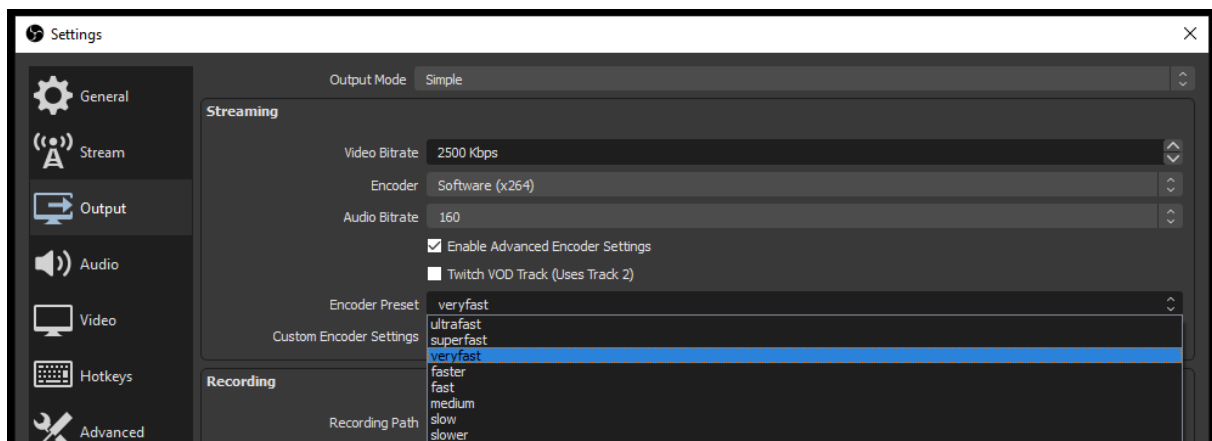 Settings
General
Stream
Output
Audio
Video
Hotkeys
Advanced
Output Mode Simple
Streaming
Video Bitrate 2500 Kbps
Encoder Software (x264)
Audio Bitrate 160
Enable Advanced Encoder Settings
Twitch VOD Track (Uses Track 2)
Encoder Preset veryfast
ultrafast
Custom Encoder Settings superfast
veryfast
faster
Recording fast
medium
Recording Path slow
slower